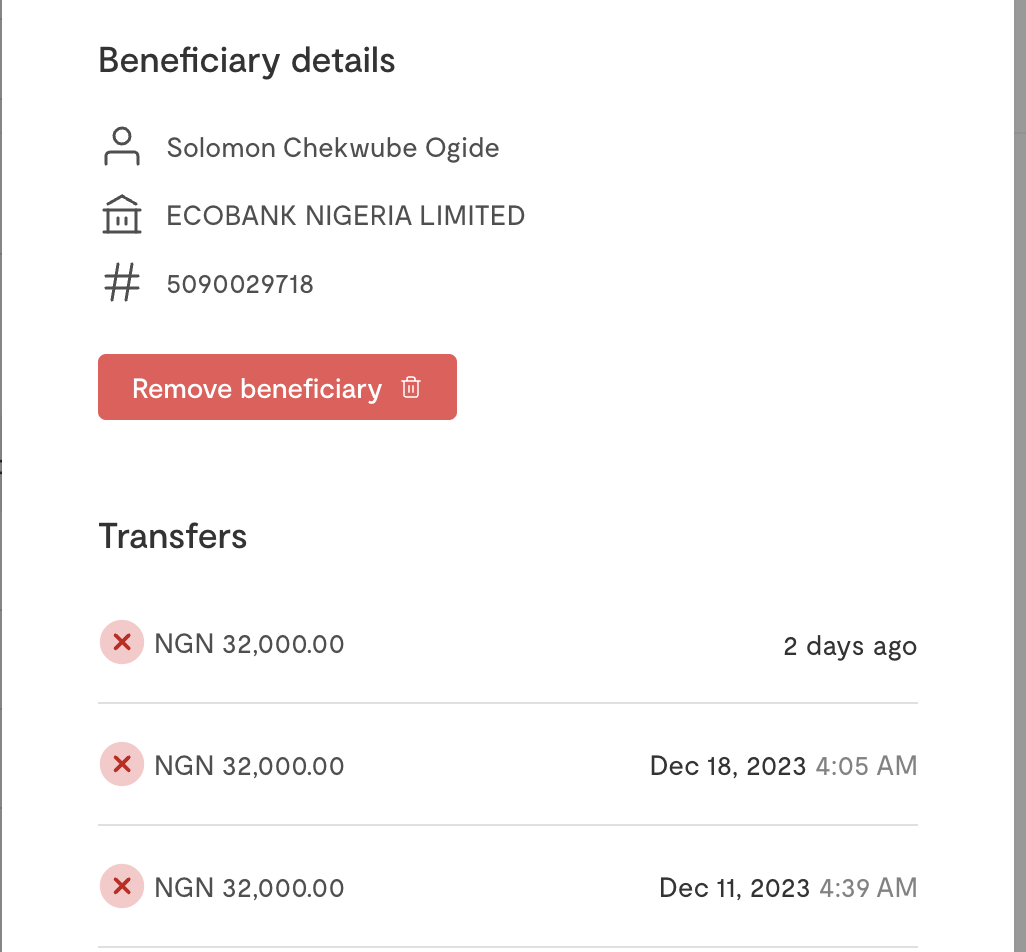 Beneficiary details
Solomon Chekwube Ogide
ECOBANK NIGERIA LIMITED
5090029718
Remove beneficiary
Transfers
NGN 32,000.00 2 days ago
NGN 32,000.00 Dec 18, 2023 4:05 AM
NGN 32,000.00 Dec 11, 2023 4:39 AM